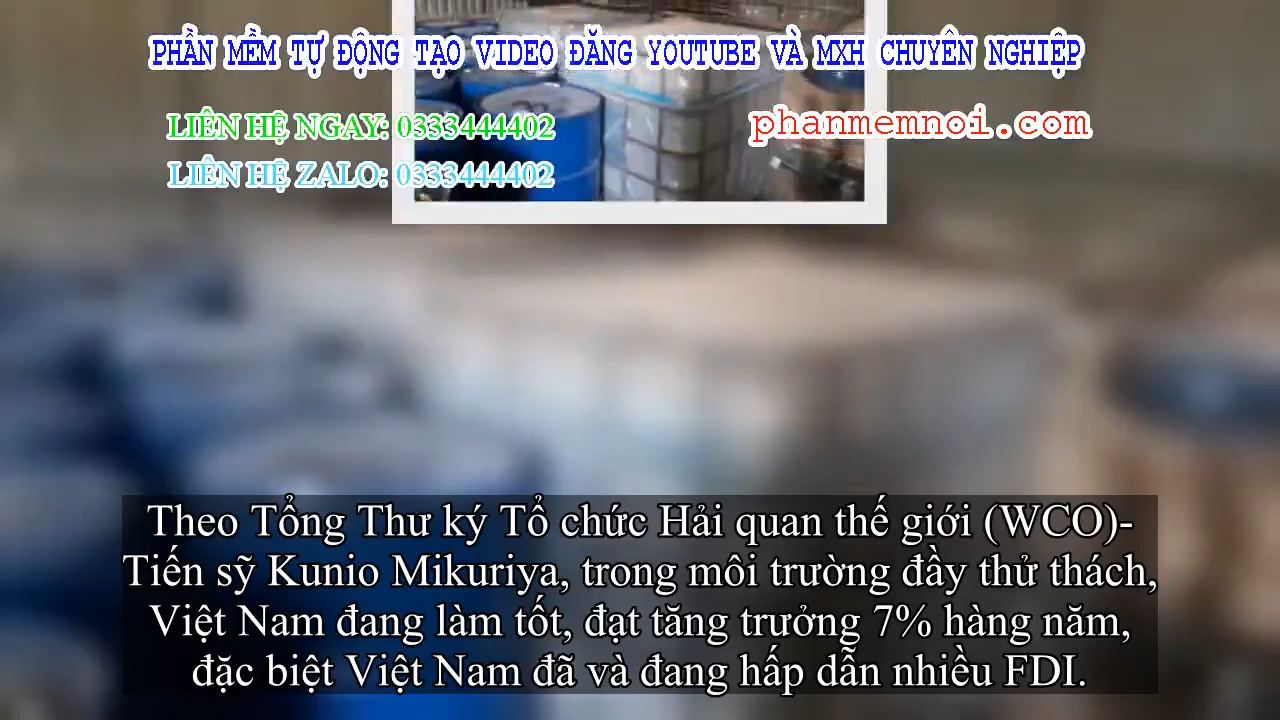 PHẦN MỀM TỰ ĐỘNG TẠO VIDEO ĐĂNG YOUTUBE VÀ MXH CHUYÊN NGHIỆP
LIÊN HỆ NGAY: 0333444402
phanmemnoi.com
LIÊN HỆ ZALO: 0333444402
Theo Tổng Thư ký Tổ chức Hải quan thế giới (WCO)-
Tiến sỹ Kunio Mikuriya, trong môi trường đầy thử thách,
Việt Nam đang làm tốt, đạt tăng trưởng 7% hàng năm,
đặc biệt Việt Nam đã và đang hấp dẫn nhiều FDI.